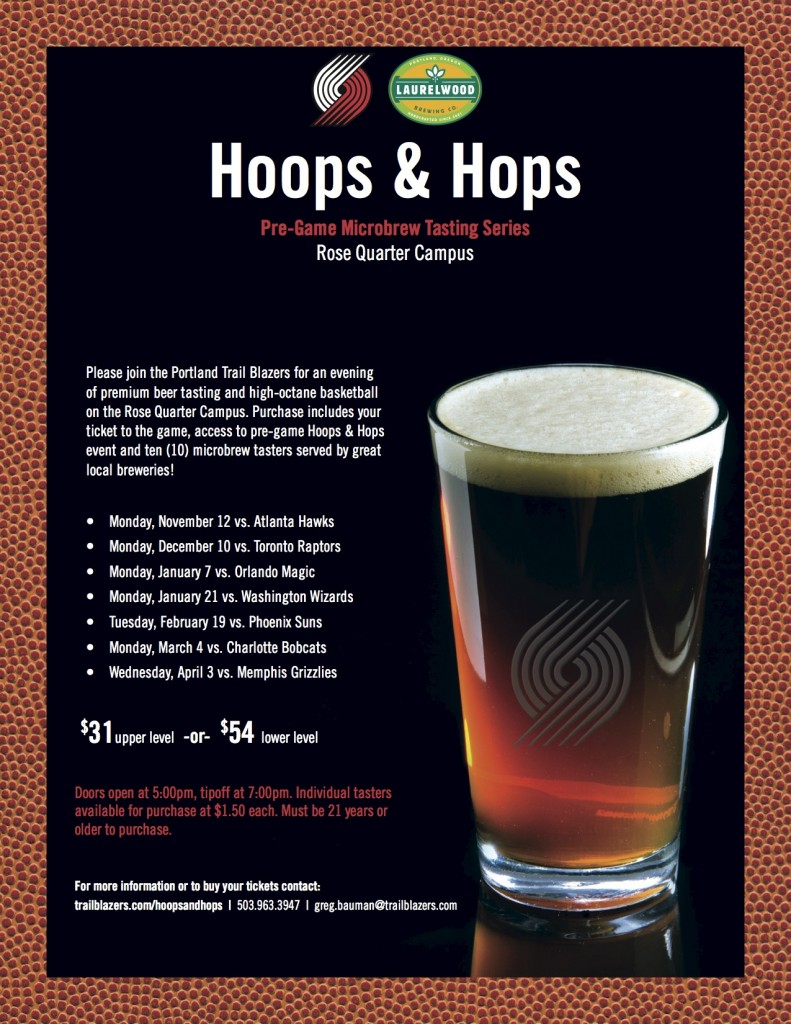 PORTLAND, OREGON
LAURELWOOD
BREWING CO.
HANDCRAFTING SINCE 2001
Hoops & Hops
Pre-Game Microbrew Tasting Series
Rose Quarter Campus
Please join the Portland Trail Blazers for an evening
of premium beer tasting and high-octane basketball
on the Rose Quarter Campus. Purchase includes your
ticket to the game, access to pre-game Hoops & Hops
event and ten (10) microbrew tasters served by great
local breweries!
• Monday, November 12 vs. Atlanta Hawks
• Monday, December 10 vs. Toronto Raptors
• Monday, January 7 vs. Orlando Magic
• Monday, January 21 vs. Washington Wizards
• Tuesday, February 19 vs. Phoenix Suns
• Monday, March 4 vs. Charlotte Bobcats
• Wednesday, April 3 vs. Memphis Grizzlies
$31 upper level -or- $54 lower level
Doors open at 5:00pm, tipoff at 7:00pm. Individual tasters
available for purchase at $1.50 each. Must be 21 years or
older to purchase.
For more information or to buy your tickets contact:
trailblazers.com/hoopsandhops | 503.963.3947 | greg.bauman@trailblazers.com